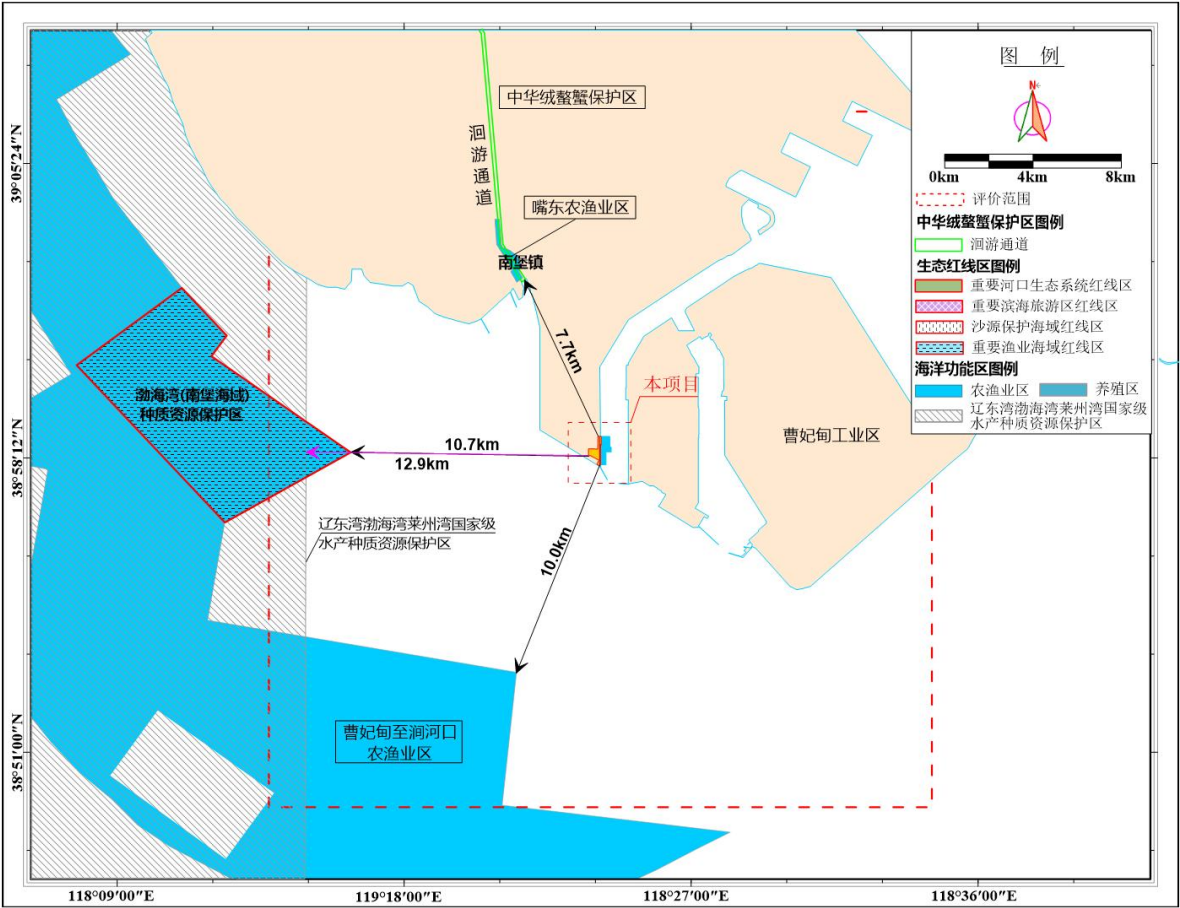 中华绒螯蟹保护区
洄游通道
嘴东农渔业区
南堡镇
7.7km
本项目
曹妃甸工业区
渤海湾(南堡海域)
种质资源保护区
10.7km
12.9km
10.0km
辽东湾渤海湾莱州湾国家级
水产种质资源保护区
曹妃甸至涧河口
农渔业区
图 例
N
0km 4km 8km
评价范围
中华绒螯蟹保护区图例
洄游通道
生态红线区图例
重要河口生态系统红线区
重要滨海旅游区红线区
沙源保护海域红线区
重要渔业海域红线区
海洋功能区图例
农渔业区 养殖区
辽东湾渤海湾莱州湾国家级
水产种质资源保护区
39°05′24″N
38°58′12″N
38°51′00″N
118°09′00″E 119°18′00″E 118°27′00″E 118°36′00″E